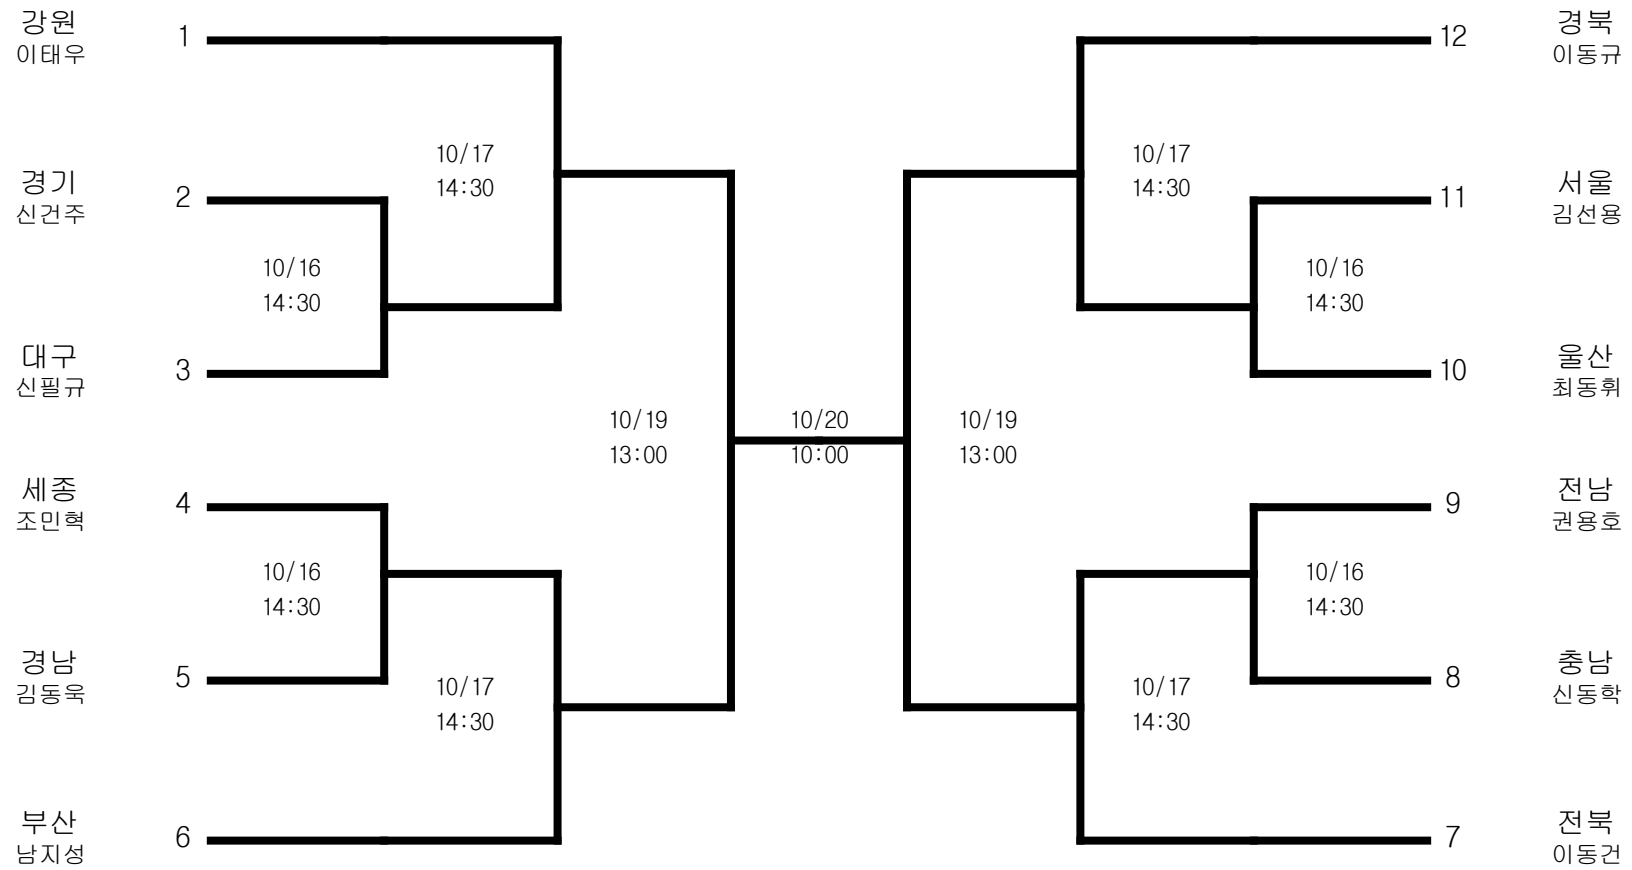 강원
이태우
1
12
경북
이동규
10/17
14:30
10/17
14:30
경기
신건주
2
11
서울
김선용
10/16
14:30
10/16
14:30
대구
신필규
3
10
울산
최동휘
10/19
13:00
10/20
10:00
10/19
13:00
세종
조민혁
4
9
전남
권용호
10/16
14:30
10/16
14:30
경남
김동욱
5
8
충남
신동학
10/17
14:30
10/17
14:30
부산
남지성
6
7
전북
이동건